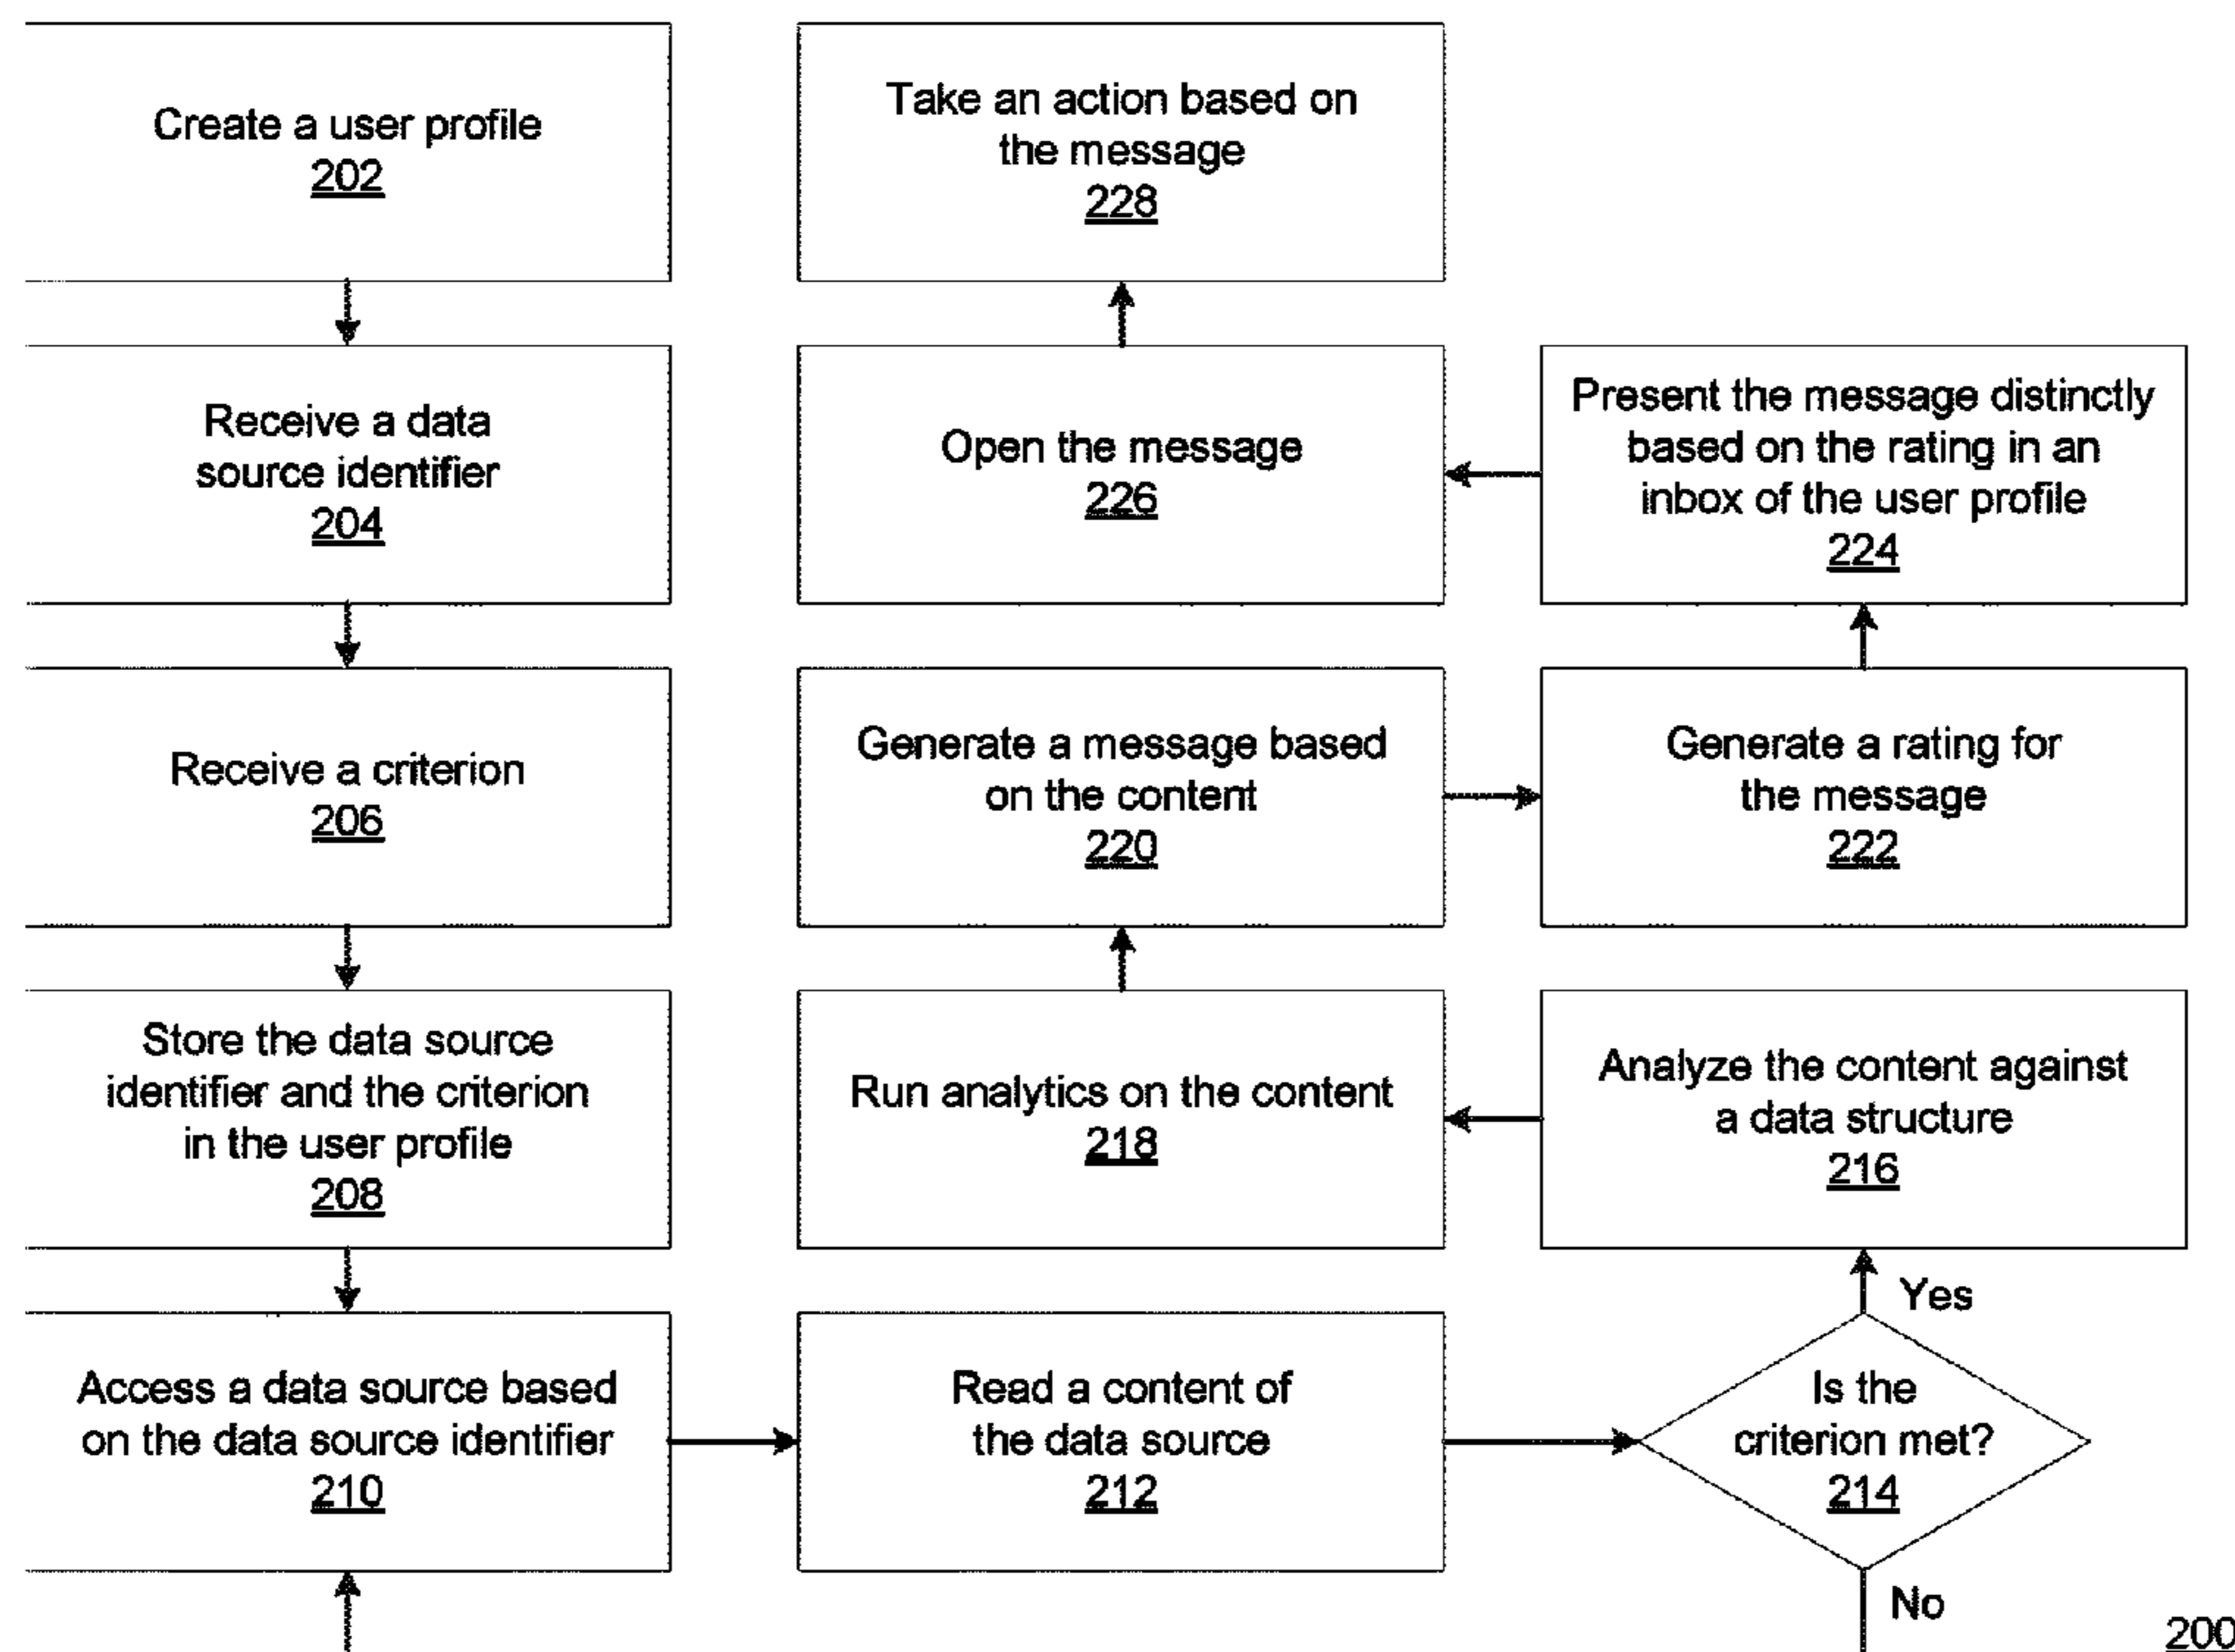 Create a user profile
202
Receive a data
source identifier
204
Receive a criterion
206
Store the data source
identifier and the criterion
in the user profile
208
Access a data source based
on the data source identifier
210
Read a content of
the data source
212
Is the
criterion met?
214
Yes
No
Analyze the content against
a data structure
216
Run analytics on the content
218
Generate a message based
on the content
220
Generate a rating for
the message
222
Present the message distinctly
based on the rating in an
inbox of the user profile
224
Open the message
226
Take an action based on
the message
228
200